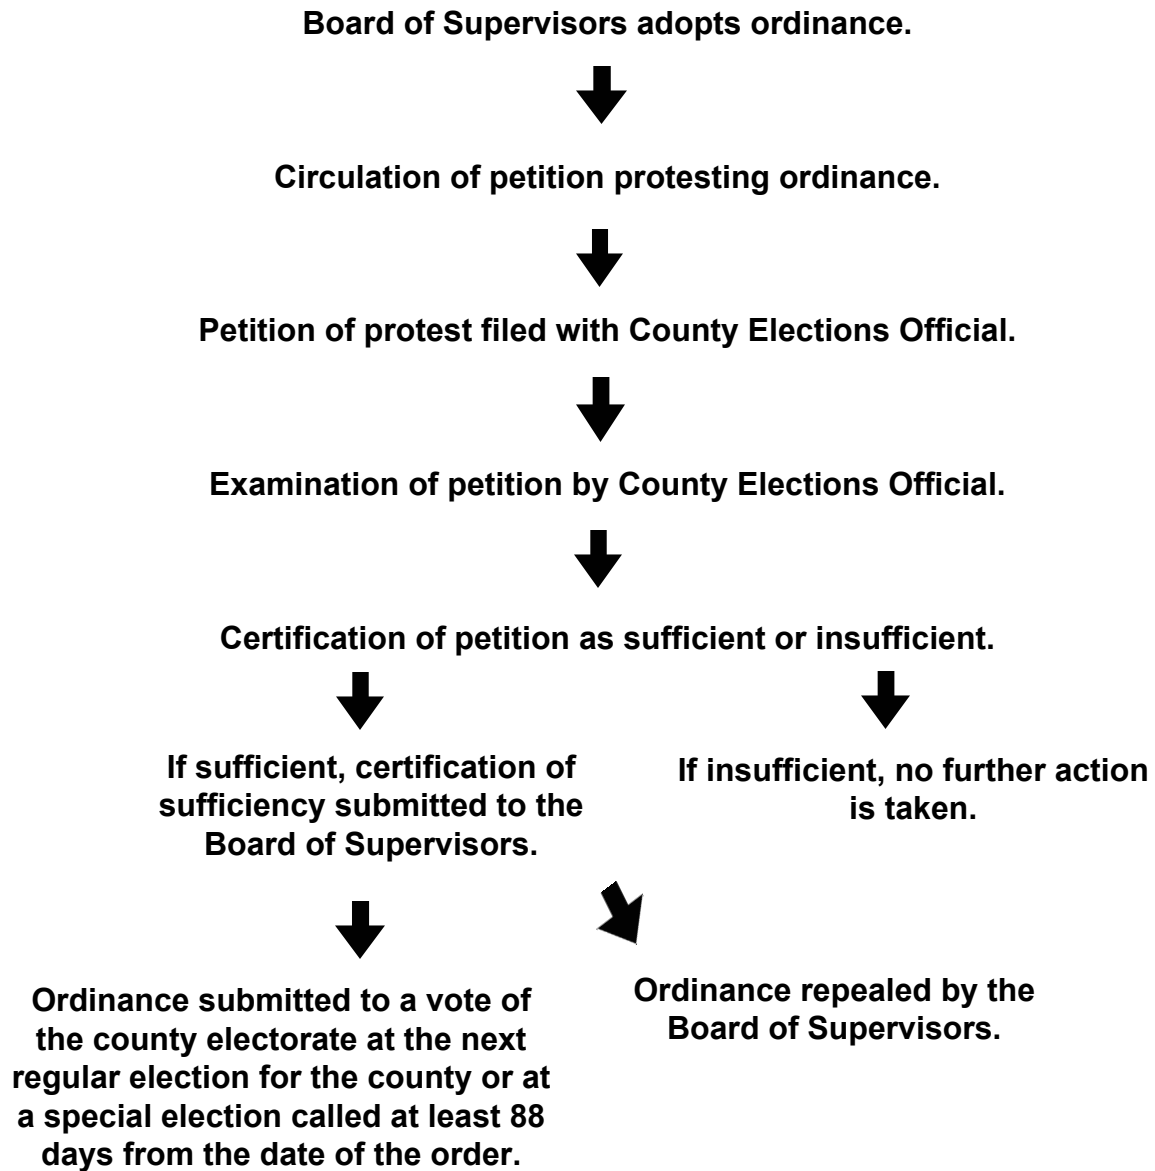 Board of Supervisors adopts ordinance.
Circulation of petition protesting ordinance.
Petition of protest filed with County Elections Official.
Examination of petition by County Elections Official.
Certification of petition as sufficient or insufficient.
If sufficient, certification of
sufficiency submitted to the
Board of Supervisors.
If insufficient, no further action
is taken.
Ordinance submitted to a vote of
the county electorate at the next
regular election for the county or at
a special election called at least 88
days from the date of the order.
Ordinance repealed by the
Board of Supervisors.